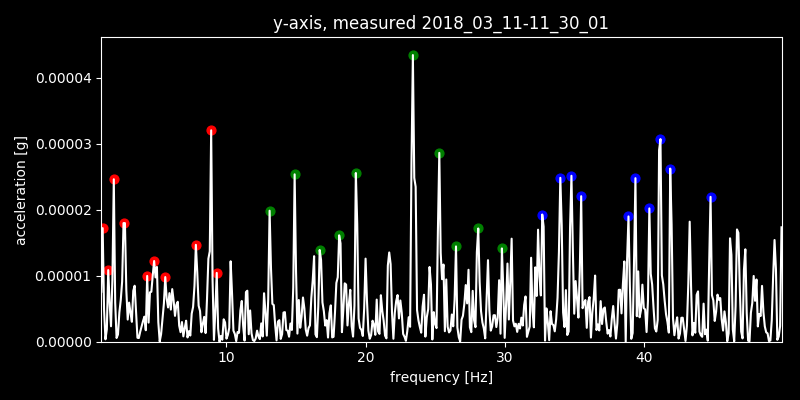 y-axis, measured 2018_03_11-11_30_01
0.00004
0.00003
0.00002
0.00001
0.00000
acceleration [g]
10 20 30 40
frequency [Hz]